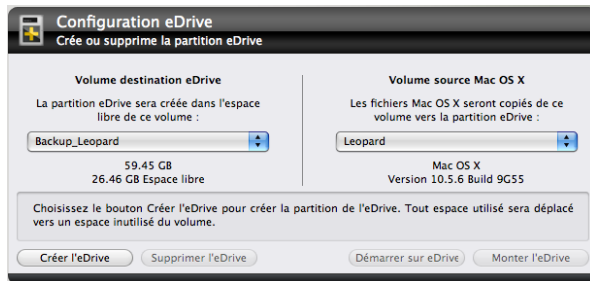 Configuration eDrive
Crée ou supprime la partition eDrive
Volume destination eDrive
La partition eDrive sera créée dans l'espace
libre de ce volume :
Backup_Leopard
59.45 GB
26.46 GB Espace libre
Volume source Mac OS X
Les fichiers Mac OS X seront copiés de ce
volume vers la partition eDrive :
Leopard
Mac OS X
Version 10.5.6 Build 9G55
Choisissez le bouton Créer l'eDrive pour créer la partition de l'eDrive. Tout espace utilisé sera déplacé
vers un espace inutilisé du volume.
Créer l'eDrive
Supprimer l'eDrive
Démarrer sur eDrive
Monter l'eDrive